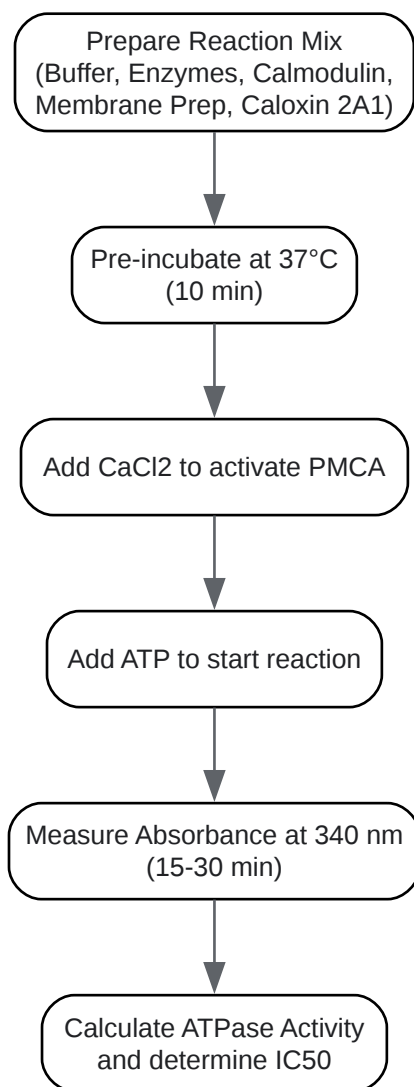 Prepare Reaction Mix
(Buffer, Enzymes, Calmodulin,
Membrane Prep, Caloxin 2A1)
Pre-incubate at 37°C
(10 min)
Add CaCl2 to activate PMCA
Add ATP to start reaction
Measure Absorbance at 340 nm
(15-30 min)
Calculate ATPase Activity
and determine IC50